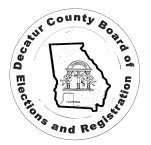 Decatur County Board of
Elections and Registration